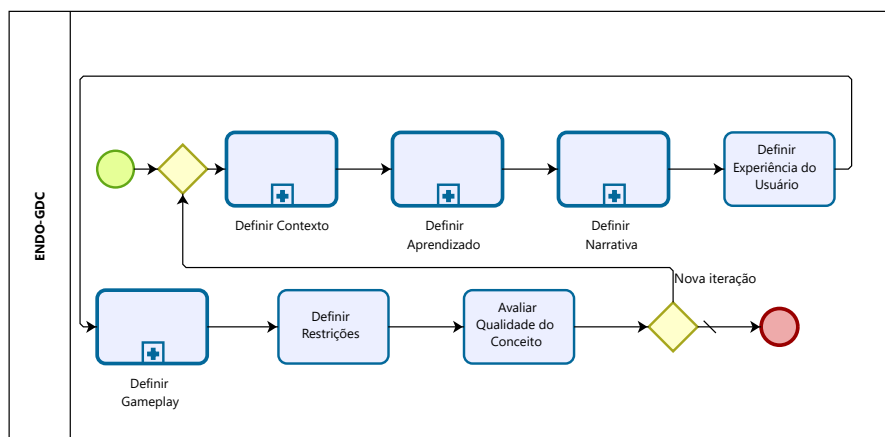 ENDO-GDC
Definir Contexto
Definir
Aprendizado
Definir
Narrativa
Definir
Experiência do
Usuário
Definir
Gameplay
Definir
Restrições
Avaliar
Qualidade do
Conceito
Nova iteração